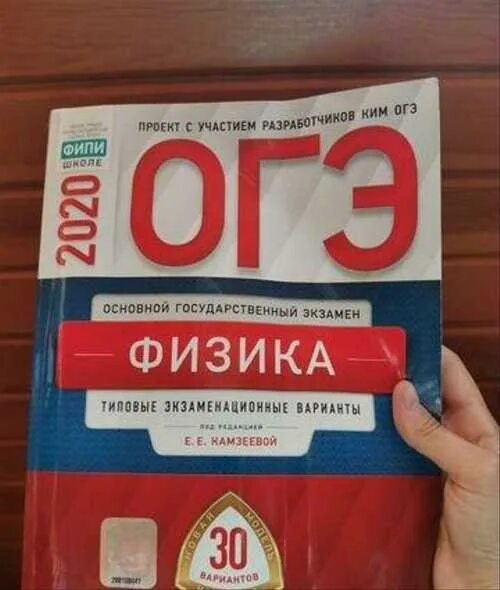 ПРОЕКТ С УЧАСТИЕМ РАЗРАБОТЧИКОВ КИМ ОГЭ
ФИПИ
ШКОЛЕ
2020
ОГЭ
ОСНОВНОЙ ГОСУДАРСТВЕННЫЙ ЭКЗАМЕН
ФИЗИКА
ТИПОВЫЕ ЭКЗАМЕНАЦИОННЫЕ ВАРИАНТЫ
ПОД РЕДАКЦИЕЙ
Е. Е. КАМЗЕЕВОЙ
НОВАЯ МОДЕЛЬ
30
ВАРИАНТОВ